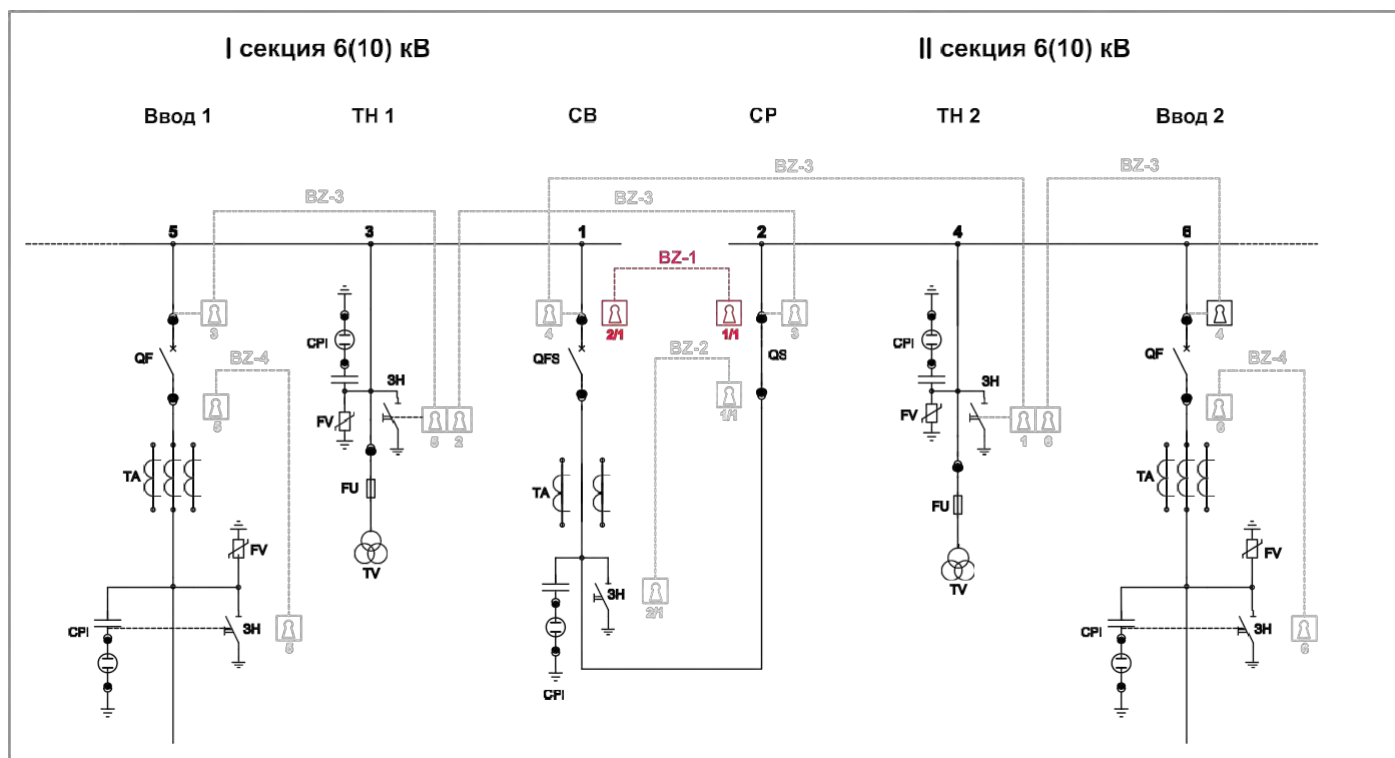 I секция 6(10) кВ
II секция 6(10) кВ
Ввод 1
ТН 1
СВ
СР
ТН 2
Ввод 2
BZ-3
BZ-3
BZ-3
BZ-3
5
3
1
2
4
6
BZ-1
3
4
2/1
1/1
3
4
QF
CPI
QFS
BZ-2
QS
CPI
QF
BZ-4
ЗН
ЗН
BZ-4
5
FV
5
2
1/1
FV
1
6
6
TA
FU
TA
FU
TA
FV
TV
TV
FV
CPI
ЗН
5
ЗН
2/1
CPI
ЗН
6
CPI